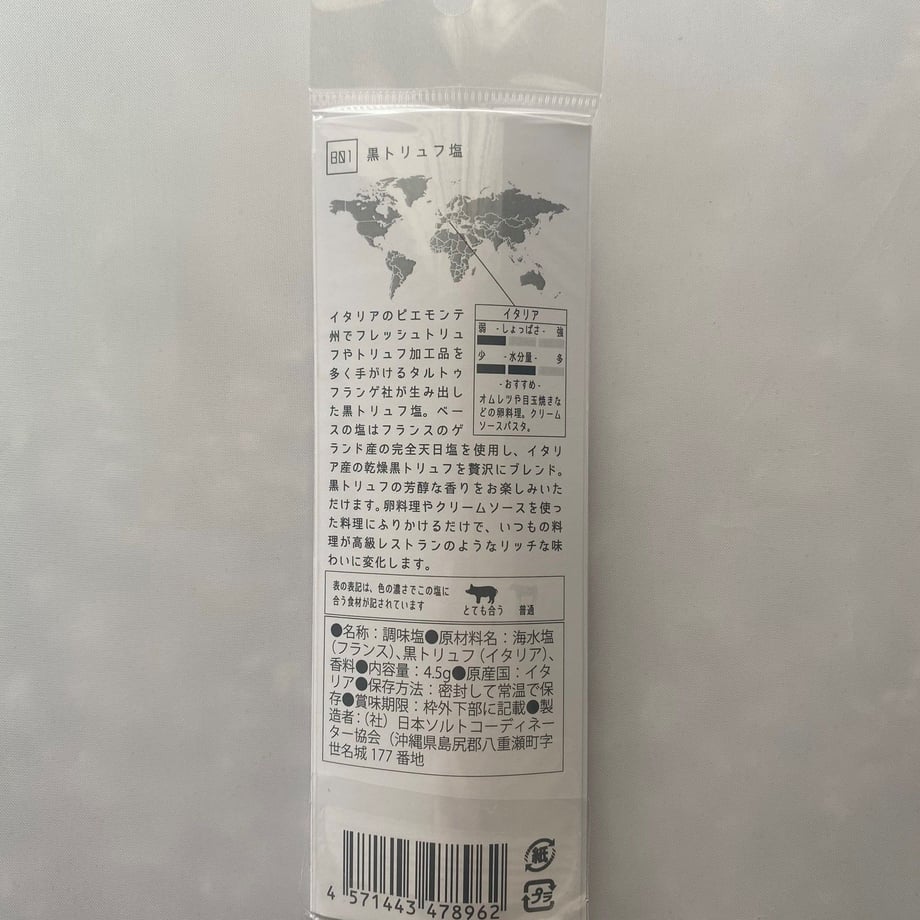 B01 黒トリュフ塩
イタリア
弱 -しょっぱさ- 強
少 -水分量- 多
-おすすめ-
オムレツや目玉焼きな
どの卵料理。クリーム
ソースパスタ。
イタリアのピエモンテ
州でフレッシュトリュ
フやトリュフ加工品を
多く手がけるタルトゥ
フランゲ社が生み出し
た黒トリュフ塩。ベー
スの塩はフランスのゲ
ランド産の完全天日塩を使用し、イタリ
ア産の乾燥黒トリュフを贅沢にブレンド。
黒トリュフの芳醇な香りをお楽しみいた
だけます。卵料理やクリームソースを使っ
た料理にふりかけるだけで、いつもの料
理が高級レストランのようなリッチな味
わいに変化します。
表の表記は、色の濃さでこの塩に
合う食材が記されています
とても合う 普通
●名称：調味塩●原材料名：海水塩
（フランス）、黒トリュフ（イタリア）、
香料●内容量：4.5g●原産国：イタ
リア●保存方法：密封して常温で保
存●賞味期限：枠外下部に記載●製
造者：（社）日本ソルトコーディネー
ター協会（沖縄県島尻郡八重瀬町字
世名城177番地
紙
プラ
4 571443 478962